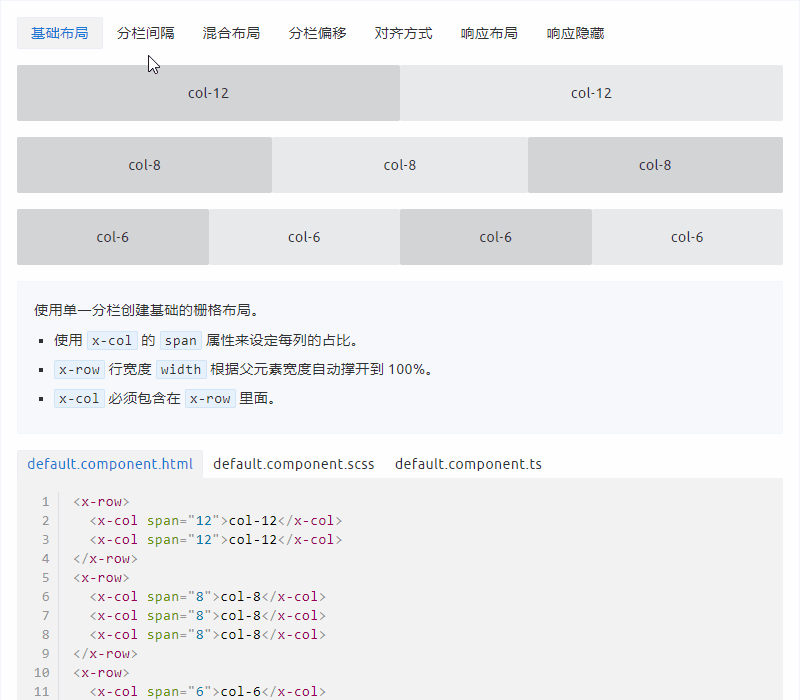 基础布局 分栏间隔 混合布局 分栏偏移 对齐方式 响应布局 响应隐藏
col-12 col-12
col-8 col-8 col-8
col-6 col-6 col-6 col-6
使用单一分栏创建基础的栅格布局。
▪ 使用 x-col 的 span 属性来设定每列的占比。
▪ x-row 行宽度 width 根据父元素宽度自动撑开到 100%。
▪ x-col 必须包含在 x-row 里面。
default.component.html default.component.scss default.component.ts
1 <x-row>
2 <x-col span="12">col-12</x-col>
3 <x-col span="12">col-12</x-col>
4 </x-row>
5 <x-row>
6 <x-col span="8">col-8</x-col>
7 <x-col span="8">col-8</x-col>
8 <x-col span="8">col-8</x-col>
9 </x-row>
10 <x-row>
11 <x-col span="6">col-6</x-col>